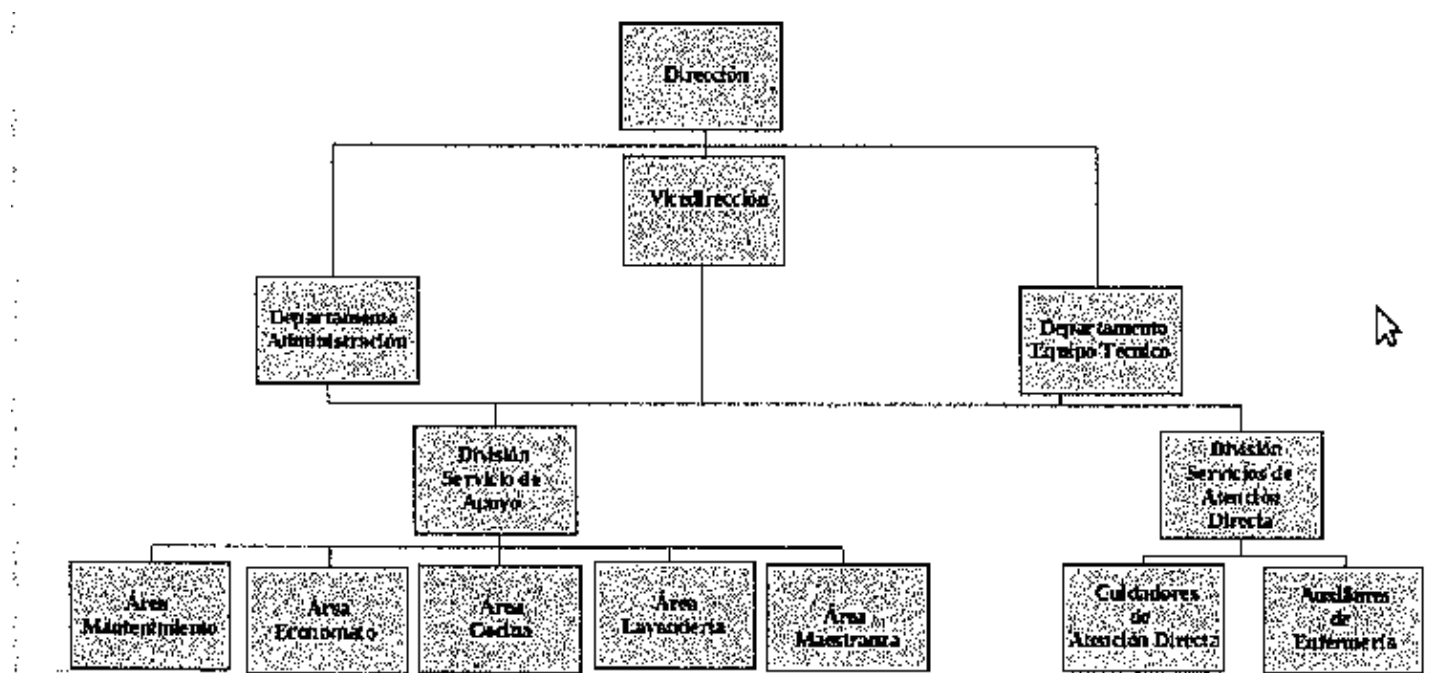 Dirección
Vicedirección
Departamento
Administración
Departamento
Equipo Técnico
División
Servicio de
Apoyo
División
Servicios de
Atención
Directa
Área
Mantenimiento
Área
Economato
Área
Cocina
Área
Lavandería
Área
Maestranza
Cuidadores
de
Atención Directa
Auxiliares
de
Enfermería